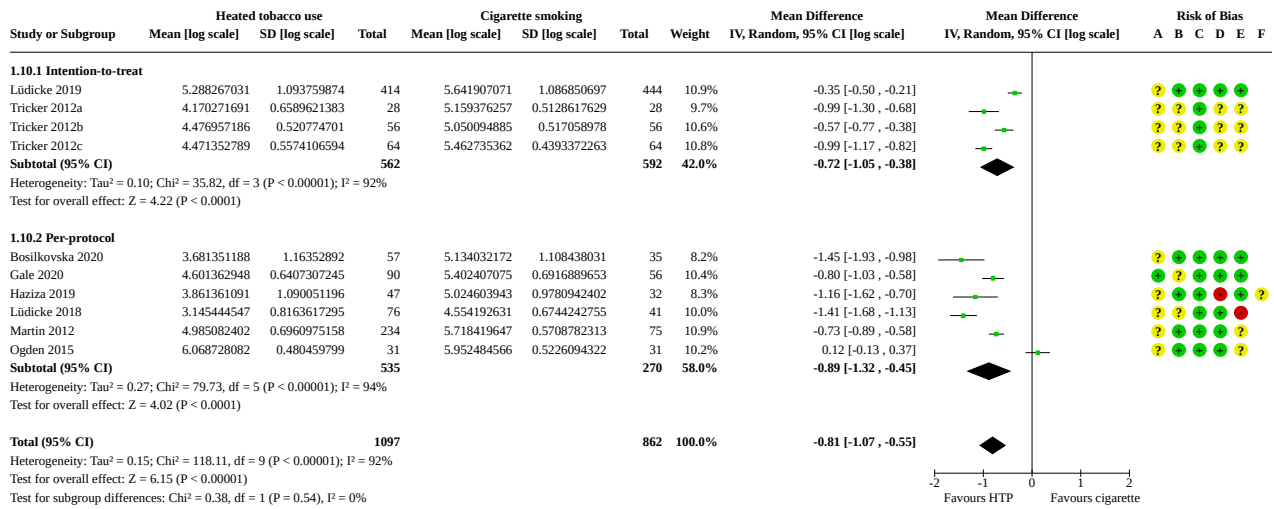 Heated tobacco use Cigarette smoking Mean Difference Mean Difference Risk of Bias
Study or Subgroup Mean [log scale] SD [log scale] Total Mean [log scale] SD [log scale] Total Weight IV, Random, 95% CI [log scale] IV, Random, 95% CI [log scale] A B C D E F
1.10.1 Intention-to-treat
Lüdicke 2019 5.288267031 1.093759874 414 5.641907071 1.086850697 444 10.9% -0.35 [-0.50 , -0.21] ? + + + +
Tricker 2012a 4.170271691 0.6589621383 28 5.159376257 0.5128617629 28 9.7% -0.99 [-1.30 , -0.68] ? ? + ? ?
Tricker 2012b 4.476957186 0.520774701 56 5.050094885 0.517058978 56 10.6% -0.57 [-0.77 , -0.38] ? ? + ? ?
Tricker 2012c 4.471352789 0.5574106594 64 5.462735362 0.4393372263 64 10.8% -0.99 [-1.17 , -0.82] ? ? + ? ?
Subtotal (95% CI) 562 592 42.0% -0.72 [-1.05 , -0.38]
Heterogeneity: Tau² = 0.10; Chi² = 35.82, df = 3 (P < 0.00001); I² = 92%
Test for overall effect: Z = 4.22 (P < 0.0001)
1.10.2 Per-protocol
Bosilkovska 2020 3.681351188 1.16352892 57 5.134032172 1.108438031 35 8.2% -1.45 [-1.93 , -0.98] ? + + + +
Gale 2020 4.601362948 0.6407307245 90 5.402407075 0.6916889653 56 10.4% -0.80 [-1.03 , -0.58] + ? + + +
Haziza 2019 3.861361091 1.090051196 47 5.024603943 0.9780942402 32 8.3% -1.16 [-1.62 , -0.70] ? + + - + ?
Lüdicke 2018 3.145444547 0.8163617295 76 4.554192631 0.6744242755 41 10.0% -1.41 [-1.68 , -1.13] ? ? + + -
Martin 2012 4.985082402 0.6960975158 234 5.718419647 0.5708782313 75 10.9% -0.73 [-0.89 , -0.58] ? + + + ?
Ogden 2015 6.068728082 0.480459799 31 5.952484566 0.5226094322 31 10.2% 0.12 [-0.13 , 0.37] ? + + + ?
Subtotal (95% CI) 535 270 58.0% -0.89 [-1.32 , -0.45]
Heterogeneity: Tau² = 0.27; Chi² = 79.73, df = 5 (P < 0.00001); I² = 94%
Test for overall effect: Z = 4.02 (P < 0.0001)
Total (95% CI) 1097 862 100.0% -0.81 [-1.07 , -0.55]
Heterogeneity: Tau² = 0.15; Chi² = 118.11, df = 9 (P < 0.00001); I² = 92%
Test for overall effect: Z = 6.15 (P < 0.00001)
-2 -1 0 1 2
Test for subgroup differences: Chi² = 0.38, df = 1 (P = 0.54), I² = 0%
Favours HTP Favours cigarette